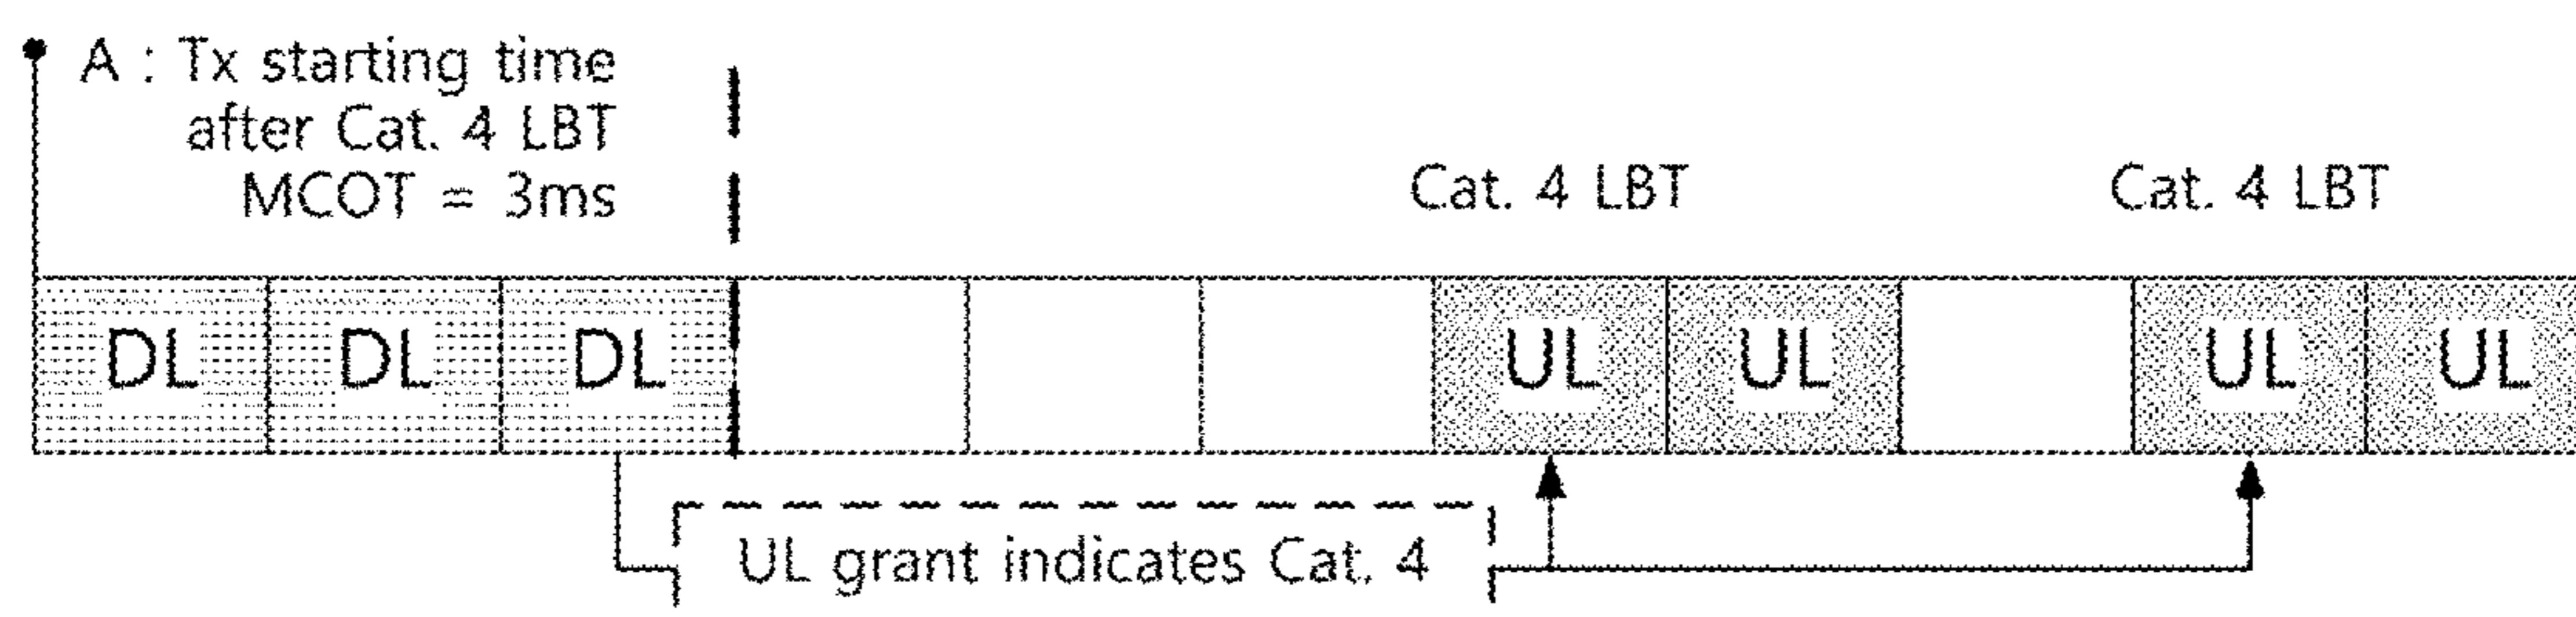 A : Tx starting time
after Cat. 4 LBT
MCOT = 3ms
Cat. 4 LBT
Cat. 4 LBT
DL
DL
DL
UL
UL
UL
UL
UL grant indicates Cat. 4